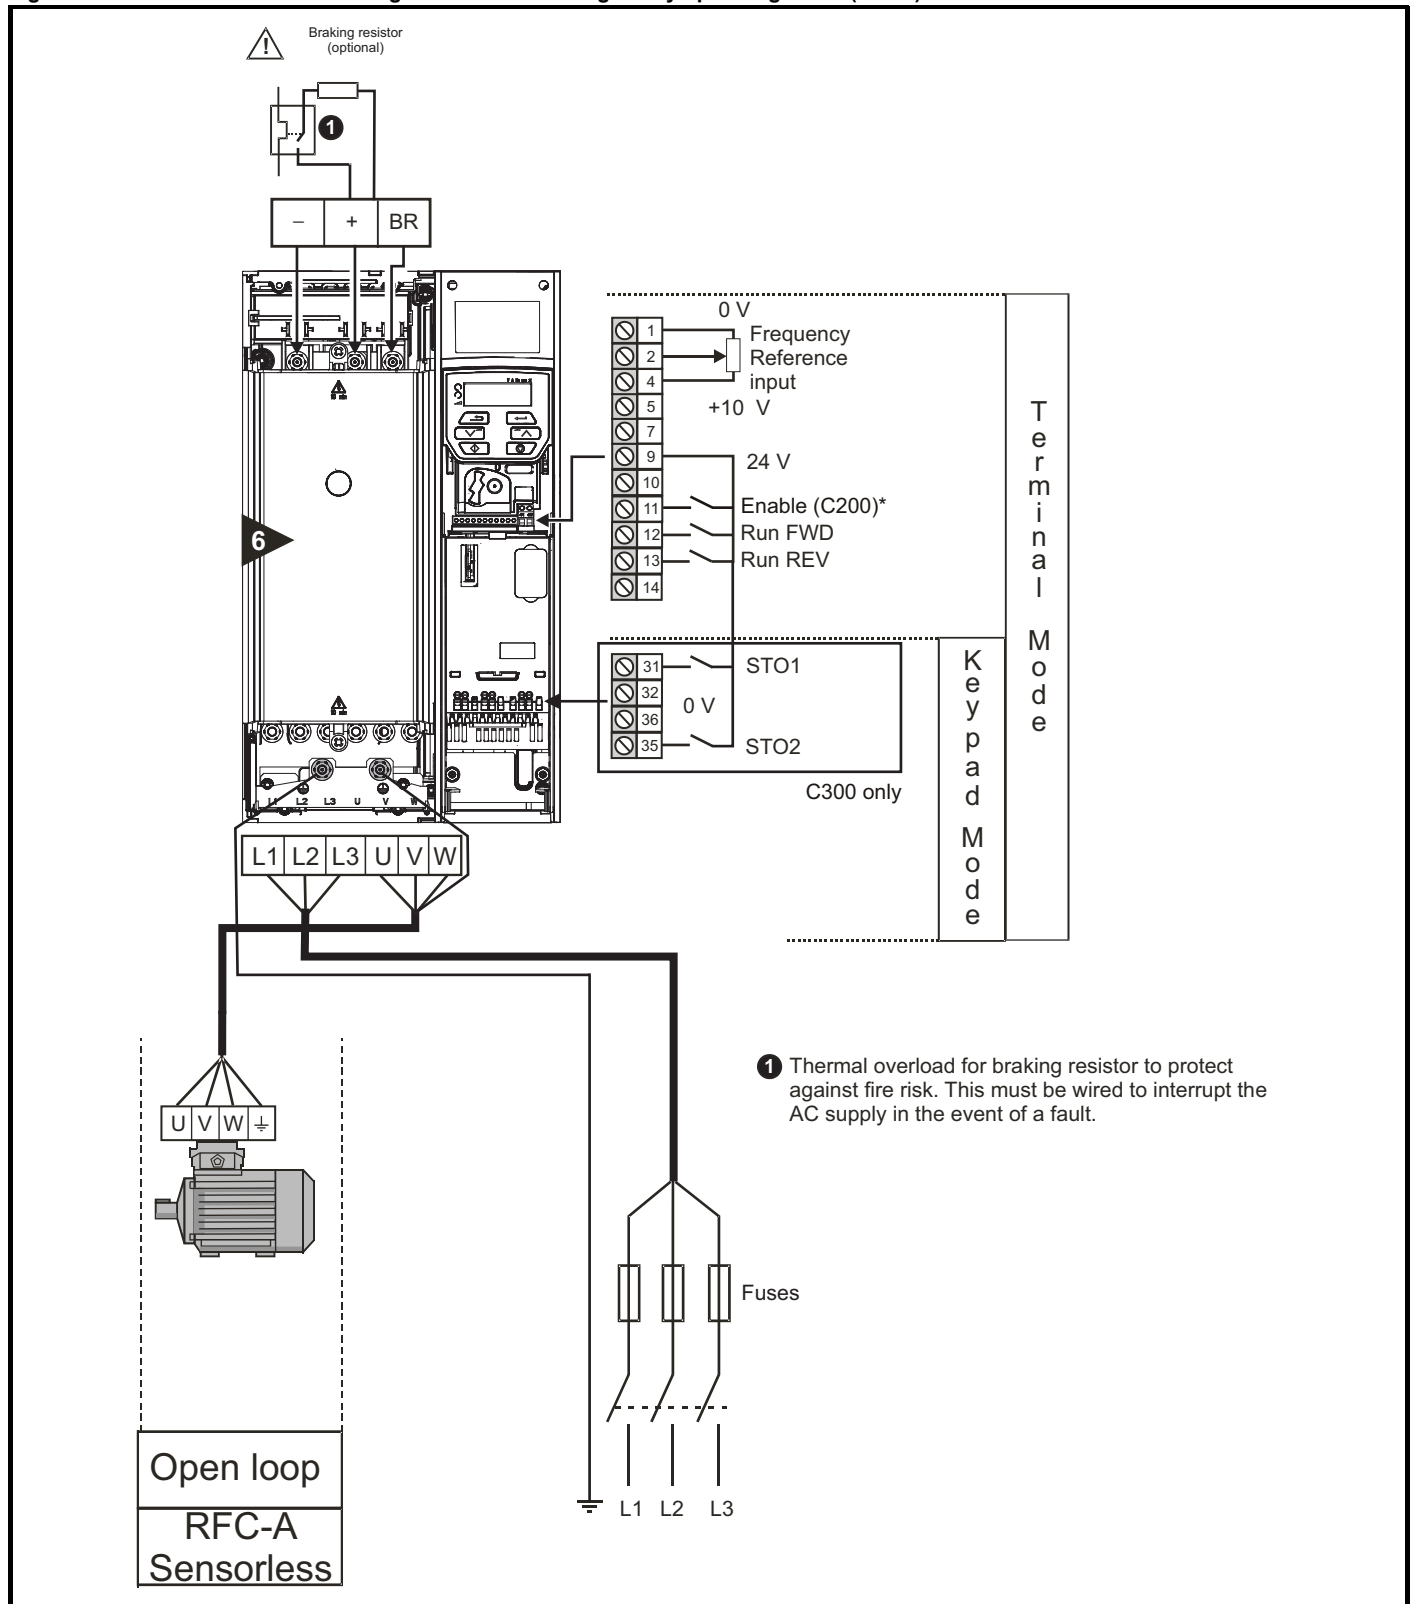 Braking resistor
(optional)
1
–
+
BR
0 V
1
Frequency
2
Reference
4
input
5
+10 V
7
9
24 V
10
11
Enable (C200)*
12
Run FWD
13
Run REV
14
6
Terminal Mode
Keypad Mode
31
STO1
32
0 V
36
35
STO2
C300 only
L1 L2 L3 U V W
L1 L2 L3 U V W
1 Thermal overload for braking resistor to protect
against fire risk. This must be wired to interrupt the
AC supply in the event of a fault.
U V W
Fuses
Open loop
L1 L2 L3
RFC-A
Sensorless